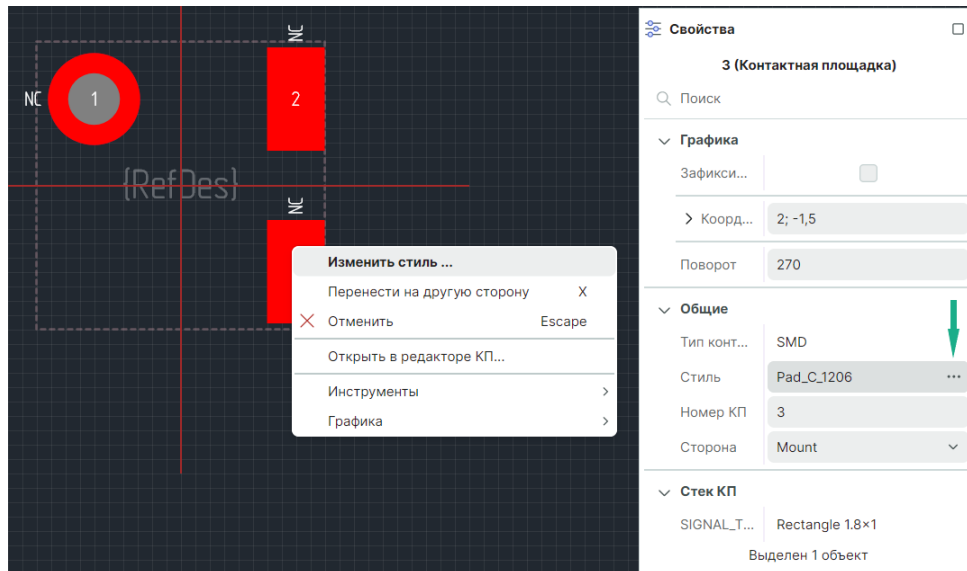 NC
NC
1
2
{RefDes}
NC
Изменить стиль ...
Перенести на другую сторону X
Отменить Escape
Открыть в редакторе КП...
Инструменты
Графика
Свойства
3 (Контактная площадка)
Поиск
Графика
Зафикси...
Коорд... 2; -1,5
Поворот 270
Общие
Тип конт... SMD
Стиль Pad_C_1206 ...
Номер КП 3
Сторона Mount
Стек КП
SIGNAL_T... Rectangle 1.8×1
Выделен 1 объект